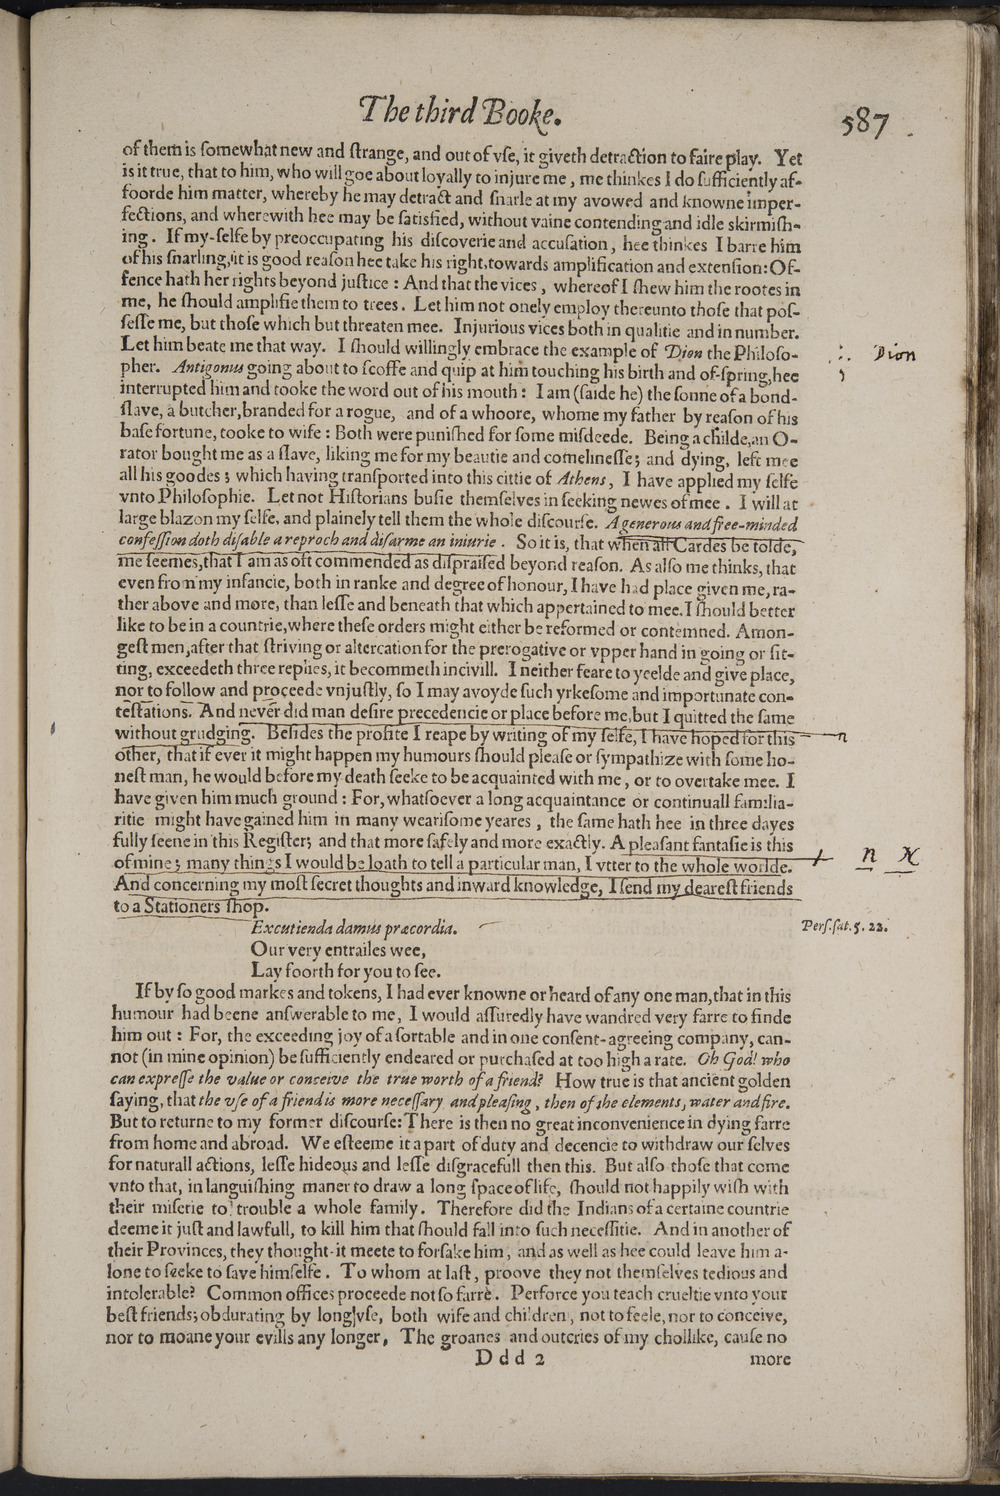 The third Booke.
587
of them is ſomewhat new and ſtrange, and out of vſe, it giveth detraction to faire play. Yet
is it true, that to him, who will goe about loyally to injure me, me thinkes I do ſufficiently af-
foorde him matter, whereby he may detract and ſnarle at my avowed and knowne imper-
fections, and wherewith hee may be ſatisfied, without vaine contending and idle skirmiſh-
ing. If my-ſelfe by preoccupating his diſcoverie and accuſation, hee thinkes I barre him
of his ſnarling, it is good reaſon hee take his right, towards amplification and extenſion: Of-
fence hath her rights beyond juſtice : And that the vices, whereof I ſhew him the rootes in
me, he ſhould amplifie them to trees. Let him not onely employ thereunto thoſe that poſ-
ſeſſe me, but thoſe which but threaten mee. Injurious vices both in qualitie and in number.
Let him beate me that way. I ſhould willingly embrace the example of Dion the Philoſo-
Dion
pher. Antigonus going about to ſcoffe and quip at him touching his birth and of-ſpring, hee
interrupted him and tooke the word out of his mouth : I am (ſaide he) the ſonne of a bond-
ſlave, a butcher, branded for a rogue, and of a whoore, whome my father by reaſon of his
baſe fortune, tooke to wife : Both were puniſhed for ſome miſdeede. Being a childe, an O-
rator bought me as a ſlave, liking me for my beautie and comelineſſe; and dying, left mee
all his goodes ; which having tranſported into this cittie of Athens, I have applied my ſelfe
vnto Philoſophie. Let not Hiſtorians buſie themſelves in ſeeking newes of mee. I will at
large blazon my ſelfe, and plainely tell them the whole diſcourſe. A generous and free-minded
confeſſion doth diſable a reproch and diſarme an iniurie. So it is, that when all Cardes be tolde,
me ſeemes, that I am as oft commended as diſpraiſed beyond reaſon. As alſo me thinks, that
even from my infancie, both in ranke and degree of honour, I have had place given me, ra-
ther above and more, than leſſe and beneath that which appertained to mee. I ſhould better
like to be in a countrie, where theſe orders might either be reformed or contemned. Amon-
geſt men, after that ſtriving or altercation for the prerogative or vpper hand in going or ſit-
ting, exceedeth three replies, it becommeth incivill. I neither feare to yeelde and give place,
nor to follow and proceede vnjuſtly, ſo I may avoyde ſuch yrkeſome and importunate con-
teſtations. And never did man deſire precedencie or place before me, but I quitted the ſame
without grudging. Beſides the profite I reape by writing of my ſelfe, I have hoped for this
n
other, that if ever it might happen my humours ſhould pleaſe or ſympathize with ſome ho-
neſt man, he would before my death ſeeke to be acquainted with me, or to overtake mee. I
have given him much ground : For, whatſoever a long acquaintance or continuall familia-
ritie might have gained him in many weariſome yeares, the ſame hath hee in three dayes
fully ſeene in this Regiſter; and that more ſafely and more exactly. A pleaſant fantaſie is this
of mine ; many things I would be loath to tell a particular man, I vtter to the whole worlde.
n
And concerning my moſt ſecret thoughts and inward knowledge, I ſend my deareſt friends
to a Stationers ſhop.
Excutienda damus præcordia.
Perſ. ſat. 5. 22.
Our very entrailes wee,
Lay foorth for you to ſee.
If by ſo good markes and tokens, I had ever knowne or heard of any one man, that in this
humour had beene anſwerable to me, I would aſſuredly have wandred very farre to finde
him out : For, the exceeding joy of a ſortable and in one conſent-agreeing company, can-
not (in mine opinion) be ſufficiently endeared or purchaſed at too high a rate. Oh God! who
can expreſſe the value or conceive the true worth of a friend? How true is that ancient golden
ſaying, that the vſe of a friend is more neceſſary and pleaſing, then of the elements, water and fire.
But to returne to my former diſcourſe: There is then no great inconvenience in dying farre
from home and abroad. We eſteeme it a part of duty and decencie to withdraw our ſelves
for naturall actions, leſſe hideous and leſſe diſgracefull then this. But alſo thoſe that come
vnto that, in languiſhing maner to draw a long ſpace of life, ſhould not happily wiſh with
their miſerie to trouble a whole family. Therefore did the Indians of a certaine countrie
deeme it juſt and lawfull, to kill him that ſhould fall into ſuch neceſſitie. And in another of
their Provinces, they thought-it meete to forſake him, and as well as hee could leave him a-
lone to ſeeke to ſave himſelfe. To whom at laſt, proove they not themſelves tedious and
intolerable? Common offices proceede not ſo farre. Perforce you teach crueltie vnto your
beſt friends; obdurating by long vſe, both wife and children, not to feele, nor to conceive,
nor to moane your evills any longer, The groanes and outcries of my chollike, cauſe no
Ddd 2
more